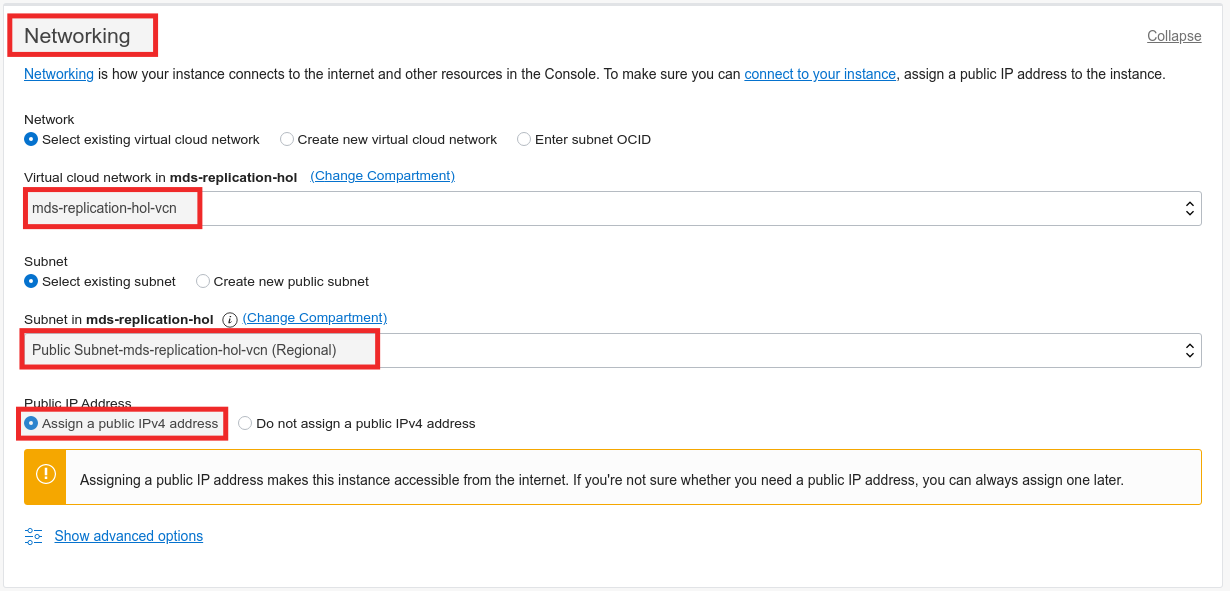 Networking
Collapse
Networking is how your instance connects to the internet and other resources in the Console. To make sure you can connect to your instance, assign a public IP address to the instance.
Network
Select existing virtual cloud network Create new virtual cloud network Enter subnet OCID
Virtual cloud network in mds-replication-hol (Change Compartment)
mds-replication-hol-vcn
Subnet
Select existing subnet Create new public subnet
Subnet in mds-replication-hol (Change Compartment)
Public Subnet-mds-replication-hol-vcn (Regional)
Public IP Address
Assign a public IPv4 address Do not assign a public IPv4 address
Assigning a public IP address makes this instance accessible from the internet. If you're not sure whether you need a public IP address, you can always assign one later.
Show advanced options